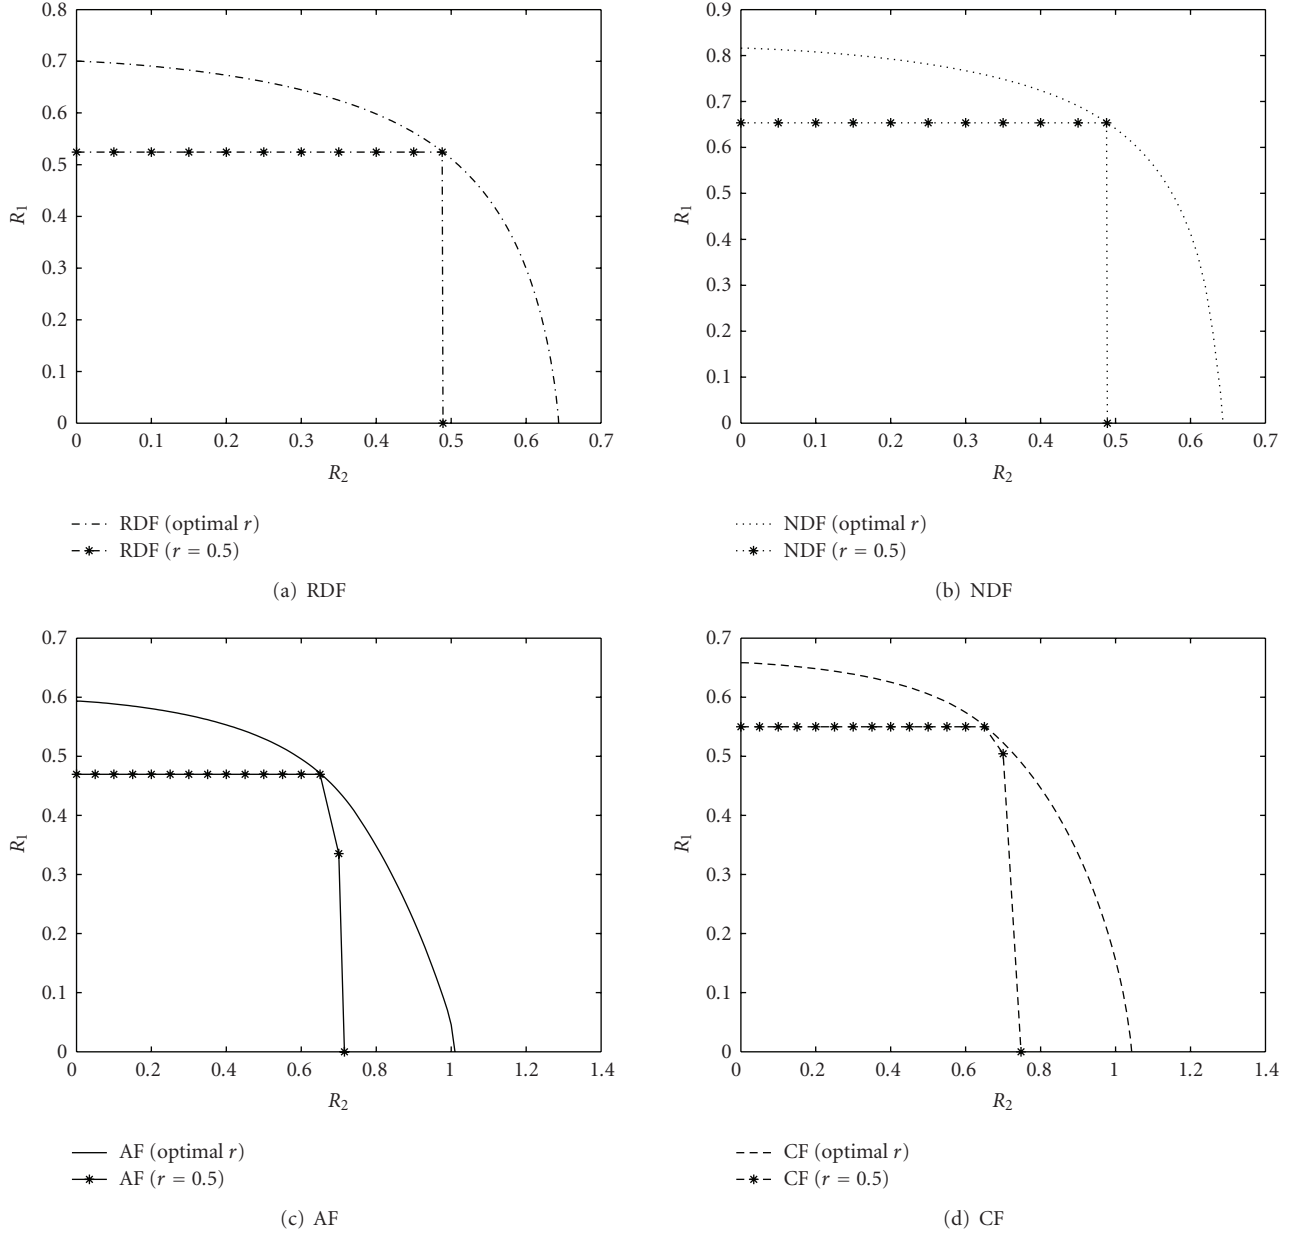 0.8
0.7
0.6
0.5
0.4
0.3
0.2
0.1
0
R1
0 0.1 0.2 0.3 0.4 0.5 0.6 0.7
R2
RDF (optimal r)
RDF (r = 0.5)
(a) RDF
0.9
0.8
0.7
0.6
0.5
0.4
0.3
0.2
0.1
0
R1
0 0.1 0.2 0.3 0.4 0.5 0.6 0.7
R2
NDF (optimal r)
NDF (r = 0.5)
(b) NDF
0.7
0.6
0.5
0.4
0.3
0.2
0.1
0
R1
0 0.2 0.4 0.6 0.8 1 1.2 1.4
R2
AF (optimal r)
AF (r = 0.5)
(c) AF
0.7
0.6
0.5
0.4
0.3
0.2
0.1
0
R1
0 0.2 0.4 0.6 0.8 1 1.2 1.4
R2
CF (optimal r)
CF (r = 0.5)
(d) CF